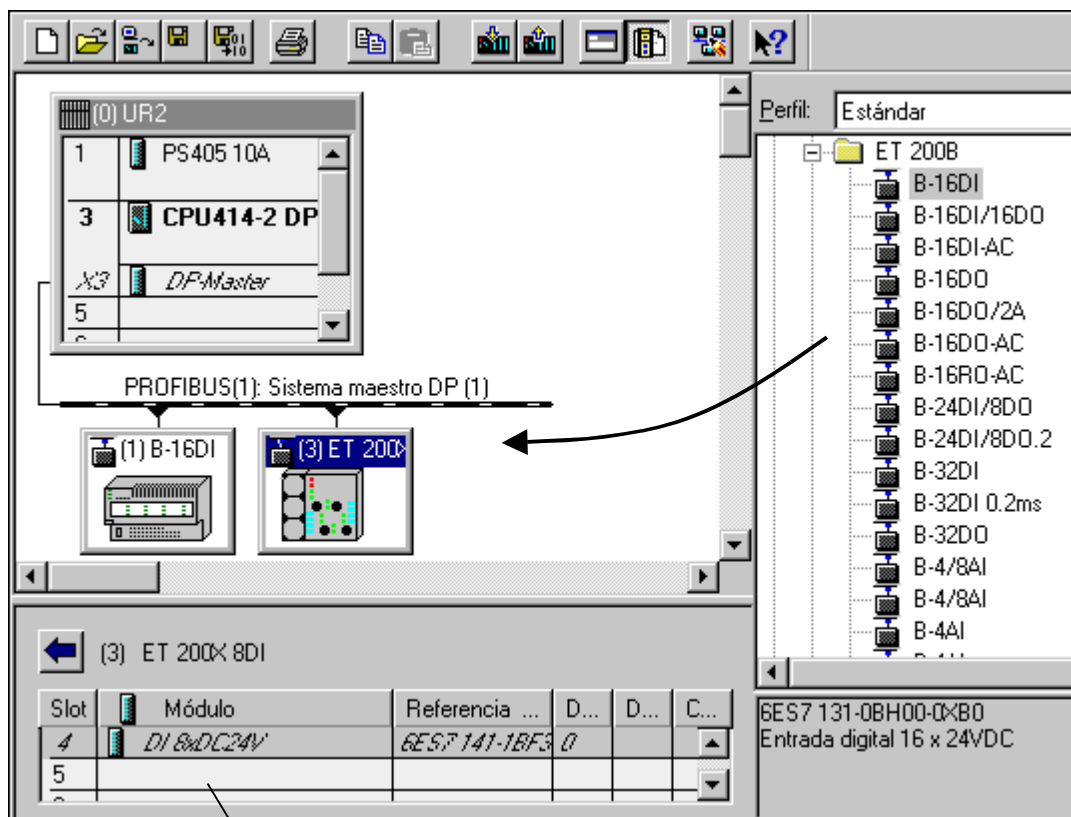 (0) UR2
1 PS405 10A
3 CPU414-2 DP
X3 DP-Master
5
PROFIBUS(1): Sistema maestro DP (1)
(1) B-16DI
(3) ET 200X
(3) ET 200X 8DI
Slot Módulo Referencia ... D... D... C...
4 DI 8xDC24V 6ES7 141-1BF3 0
5
Perfil: Estándar
ET 200B
B-16DI
B-16DI/16DO
B-16DI-AC
B-16DO
B-16DO/2A
B-16DO-AC
B-16RO-AC
B-24DI/8DO
B-24DI/8DO.2
B-32DI
B-32DI 0.2ms
B-32DO
B-4/8AI
B-4/8AI
B-4AI
6ES7 131-0BH00-0XB0
Entrada digital 16 x 24VDC